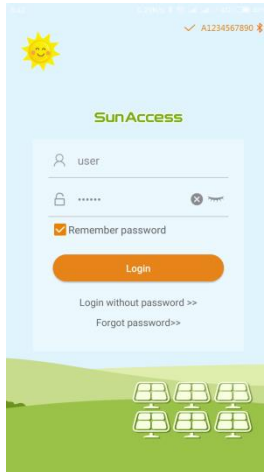 A1234567890
SunAccess
user
••••••
Remember password
Login
Login without password >>
Forgot password>>